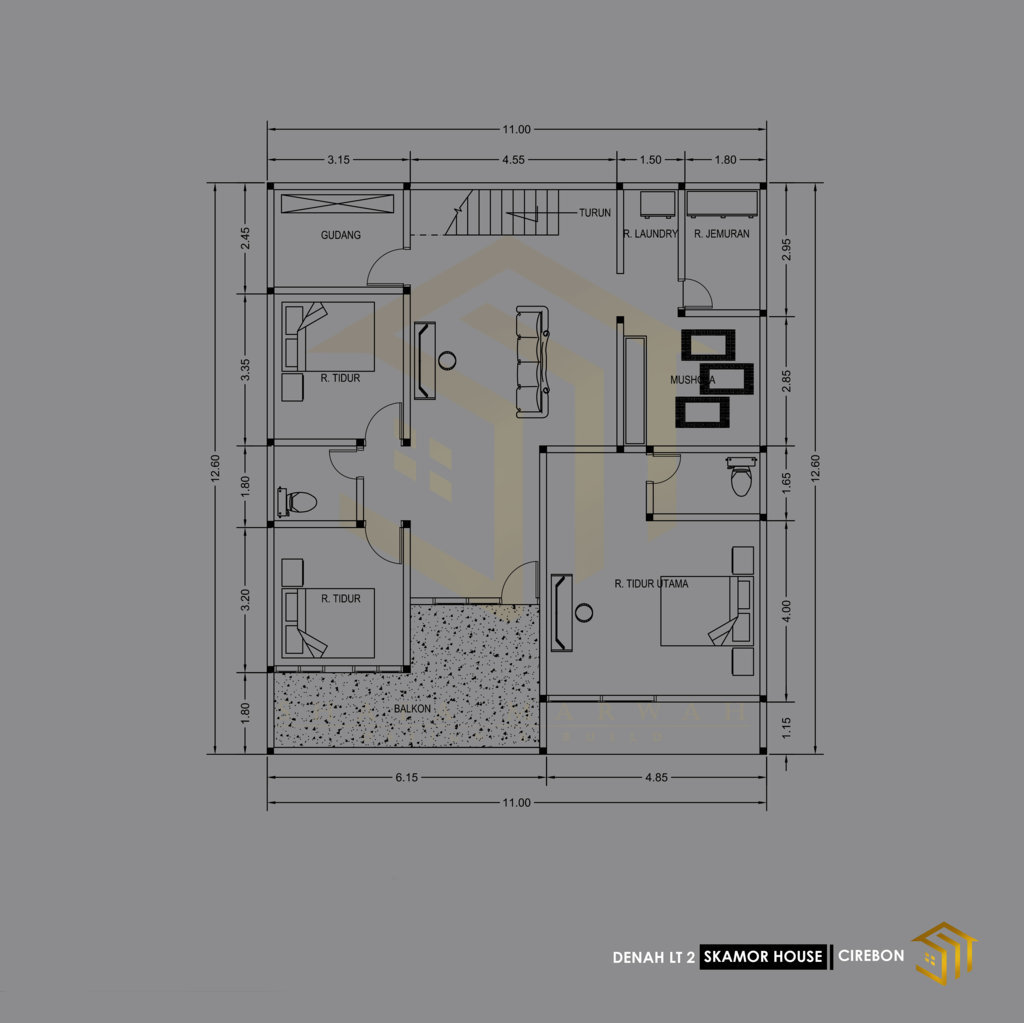 11.00
3.15
4.55
1.50
1.80
TURUN
GUDANG
R. LAUNDRY
R. JEMURAN
2.45
2.95
R. TIDUR
MUSHOLA
3.35
2.85
12.60
12.60
1.80
1.65
R. TIDUR
R. TIDUR UTAMA
3.20
4.00
BALKON
MARWAH
BUILD
1.80
1.15
6.15
4.85
11.00
DENAH LT 2 SKAMOR HOUSE CIREBON